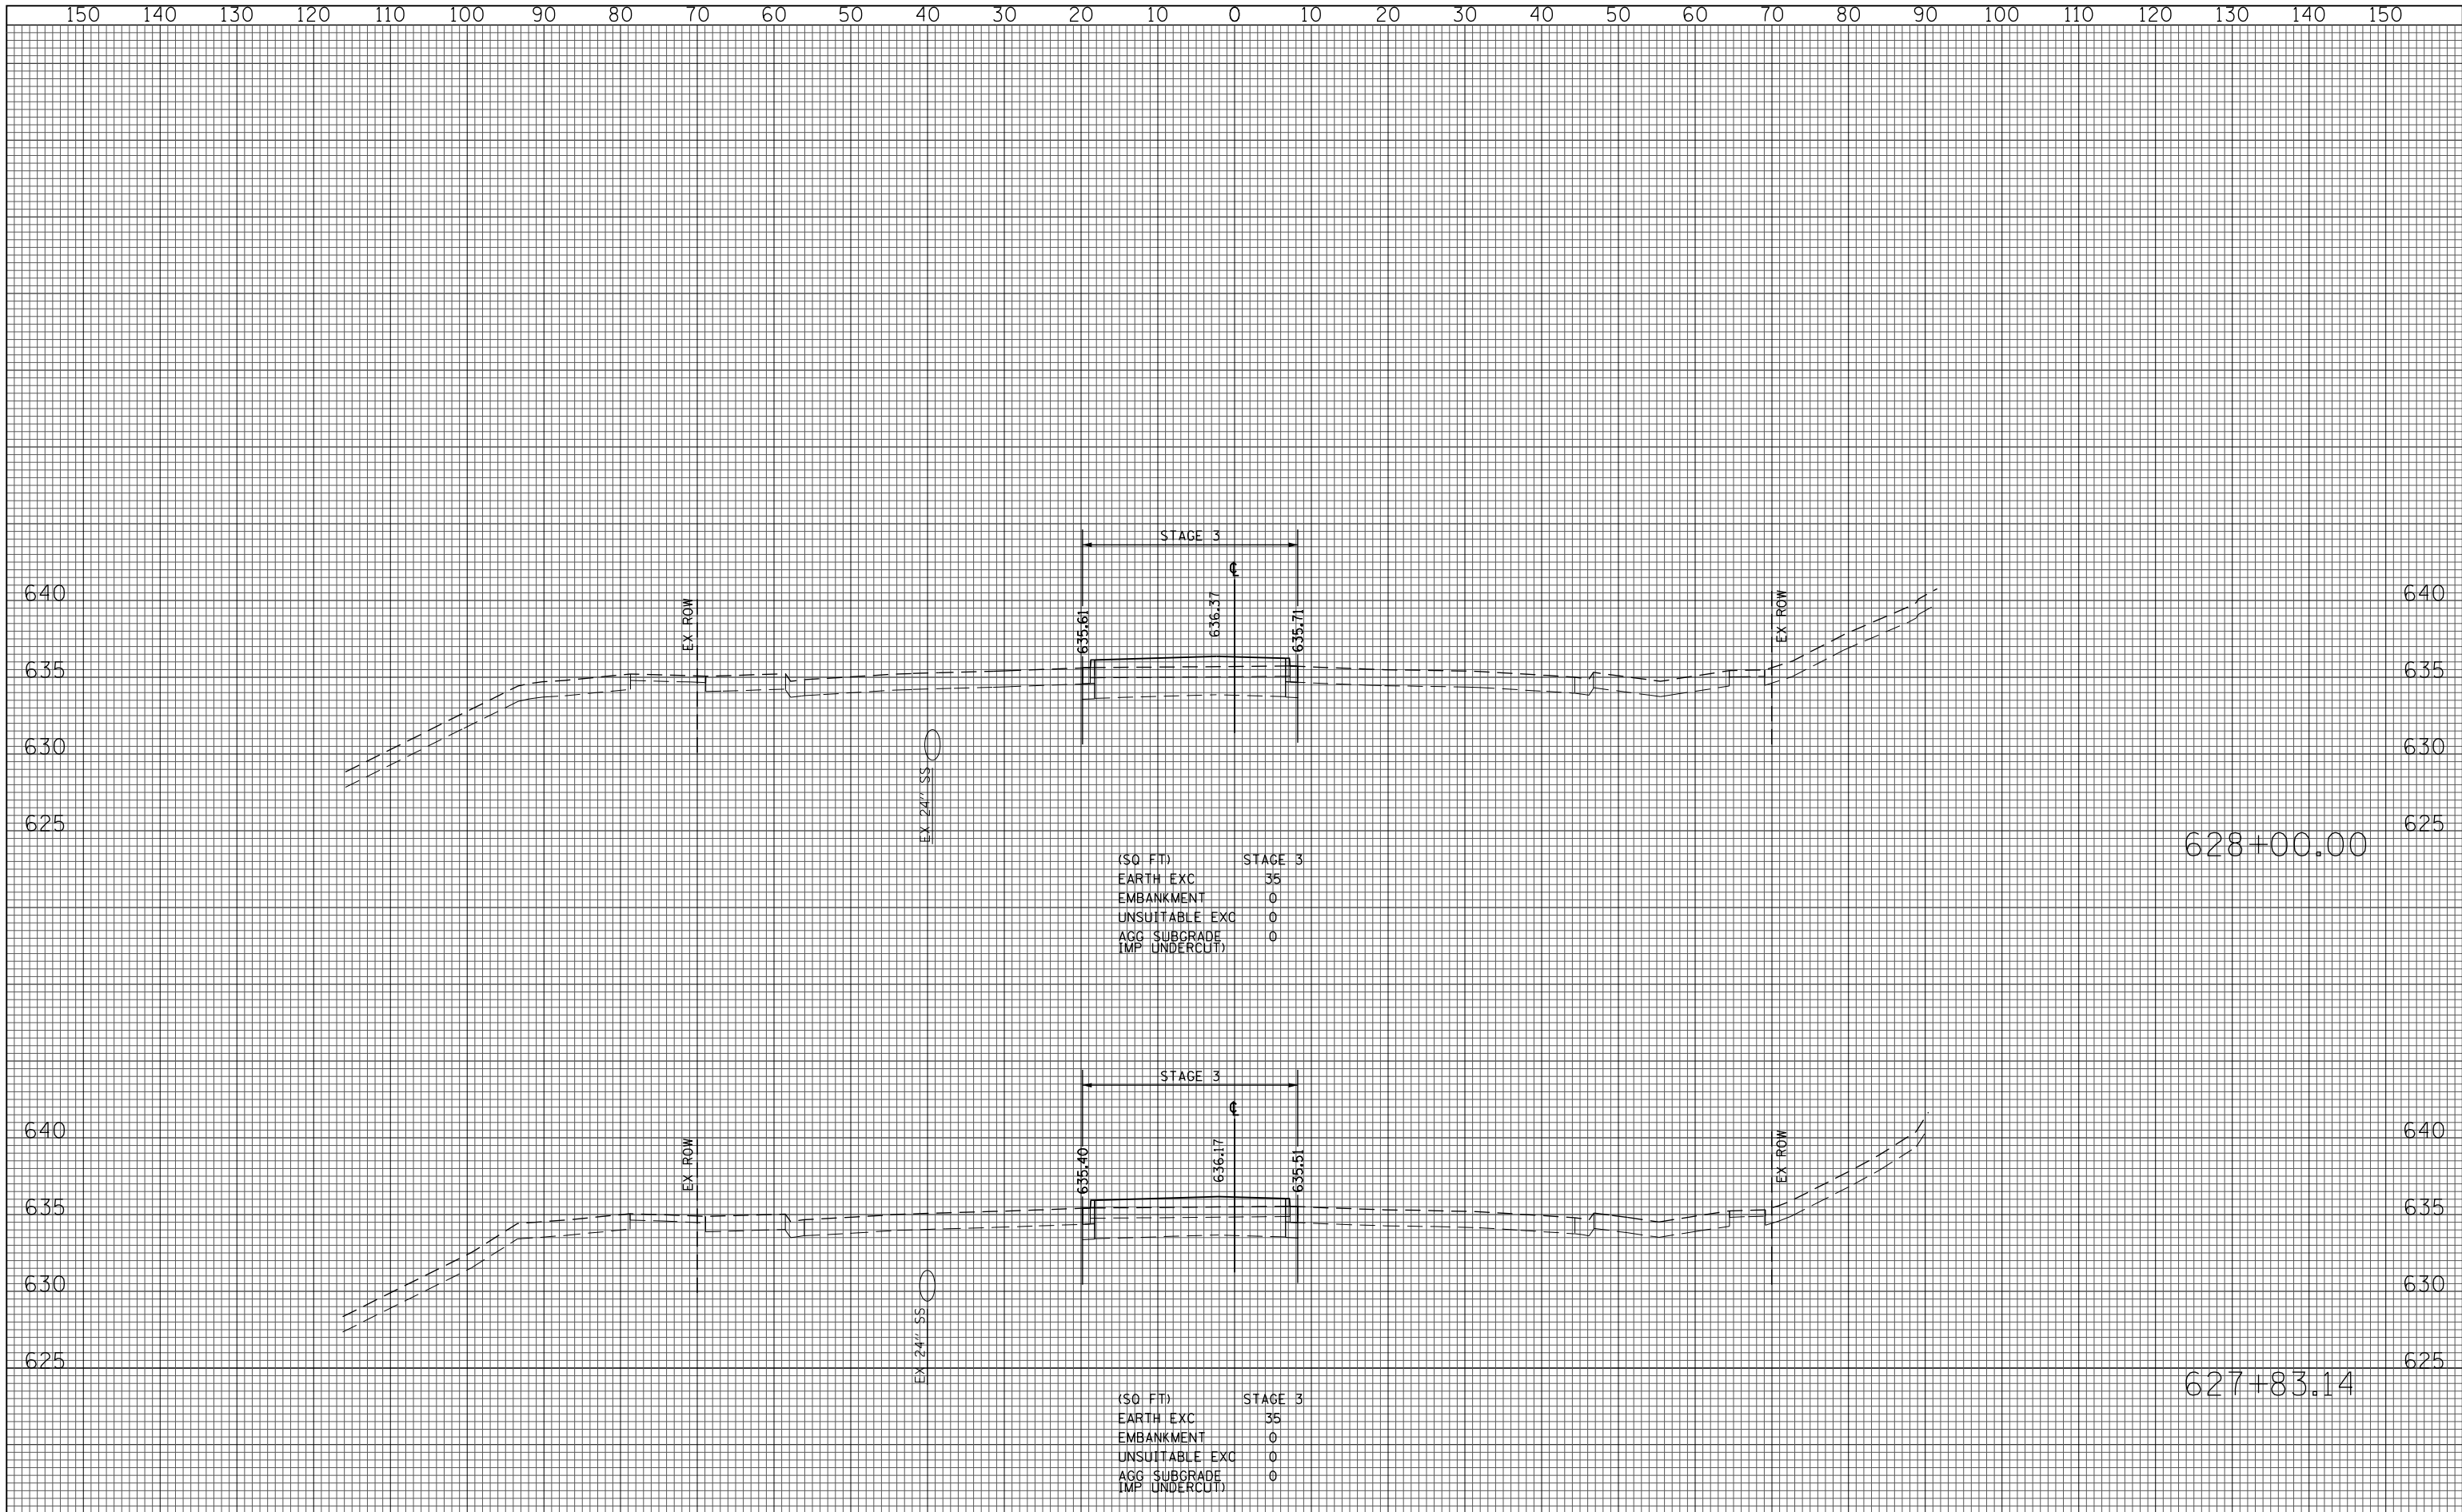 150 140 130 120 110 100 90 80 70 60 50 40 30 20 10 0 10 20 30 40 50 60 70 80 90 100 110 120 130 140 150
STAGE 3
℄
640 640
EX ROW
635.61
636.37
635.71
EX ROW
635 635
630 630
EX 24" SS
625 625
628+00.00
(SQ FT) STAGE 3
EARTH EXC 35
EMBANKMENT 0
UNSUITABLE EXC 0
AGG SUBGRADE 0
IMP UNDERCUT)
STAGE 3
℄
640 640
EX ROW
635.40
636.17
635.51
EX ROW
635 635
630 630
EX 24" SS
625 625
627+83.14
(SQ FT) STAGE 3
EARTH EXC 35
EMBANKMENT 0
UNSUITABLE EXC 0
AGG SUBGRADE 0
IMP UNDERCUT)